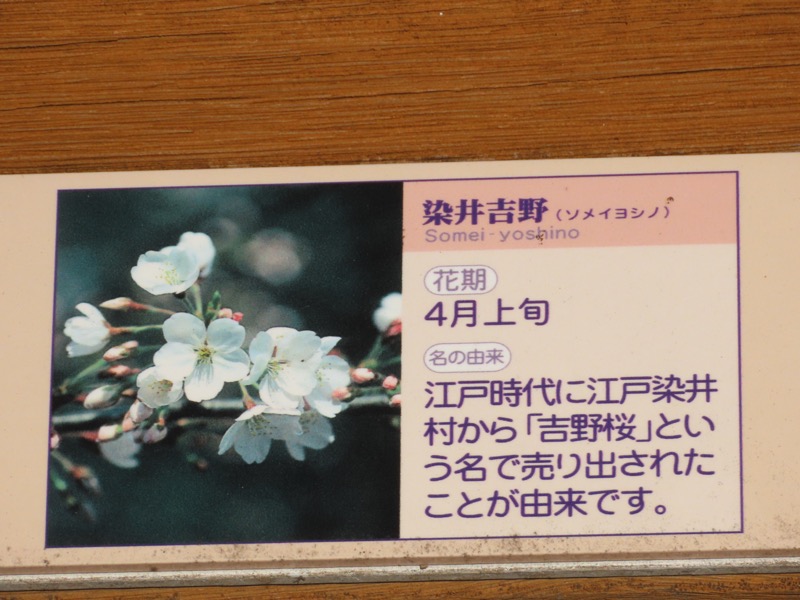 染井吉野(ソメイヨシノ)
Somei-yoshino
花期
4月上旬
名の由来
江戸時代に江戸染井
村から「吉野桜」とい
う名で売り出された
ことが由来です。